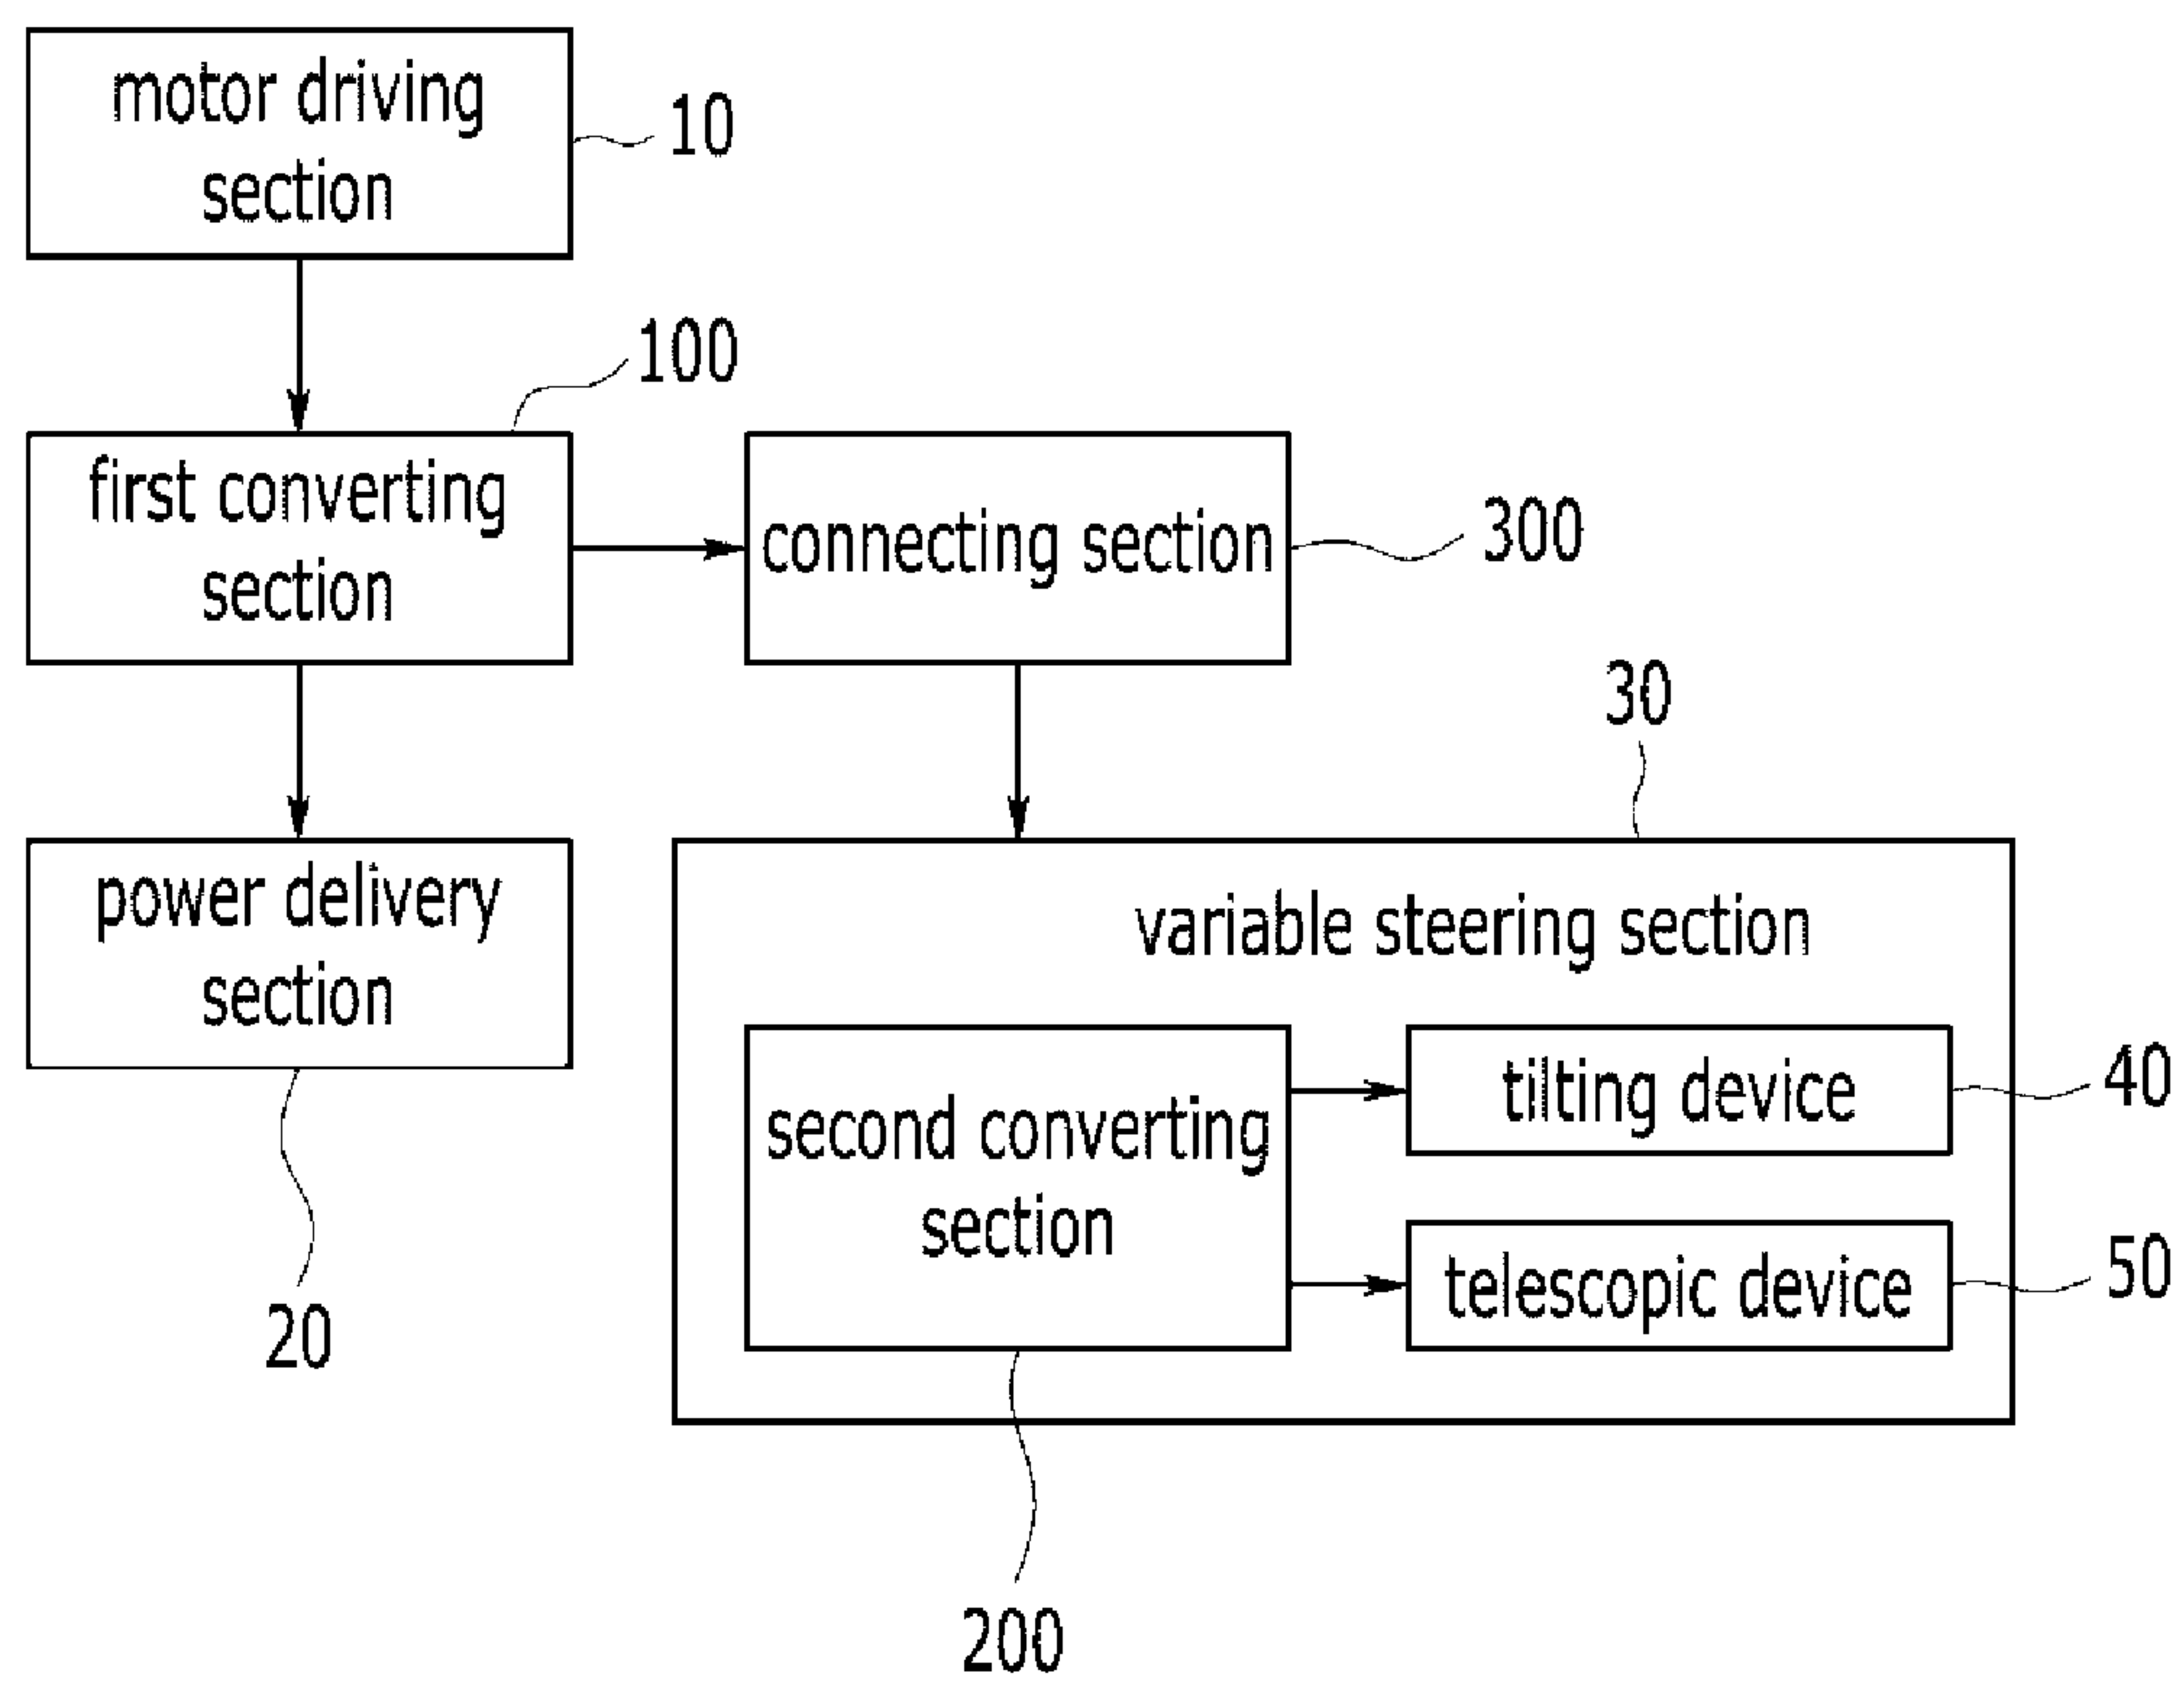 motor driving
section
10
100
first converting
section
connecting section
300
30
power delivery
section
20
variable steering section
second converting
section
tilting device
40
telescopic device
50
200